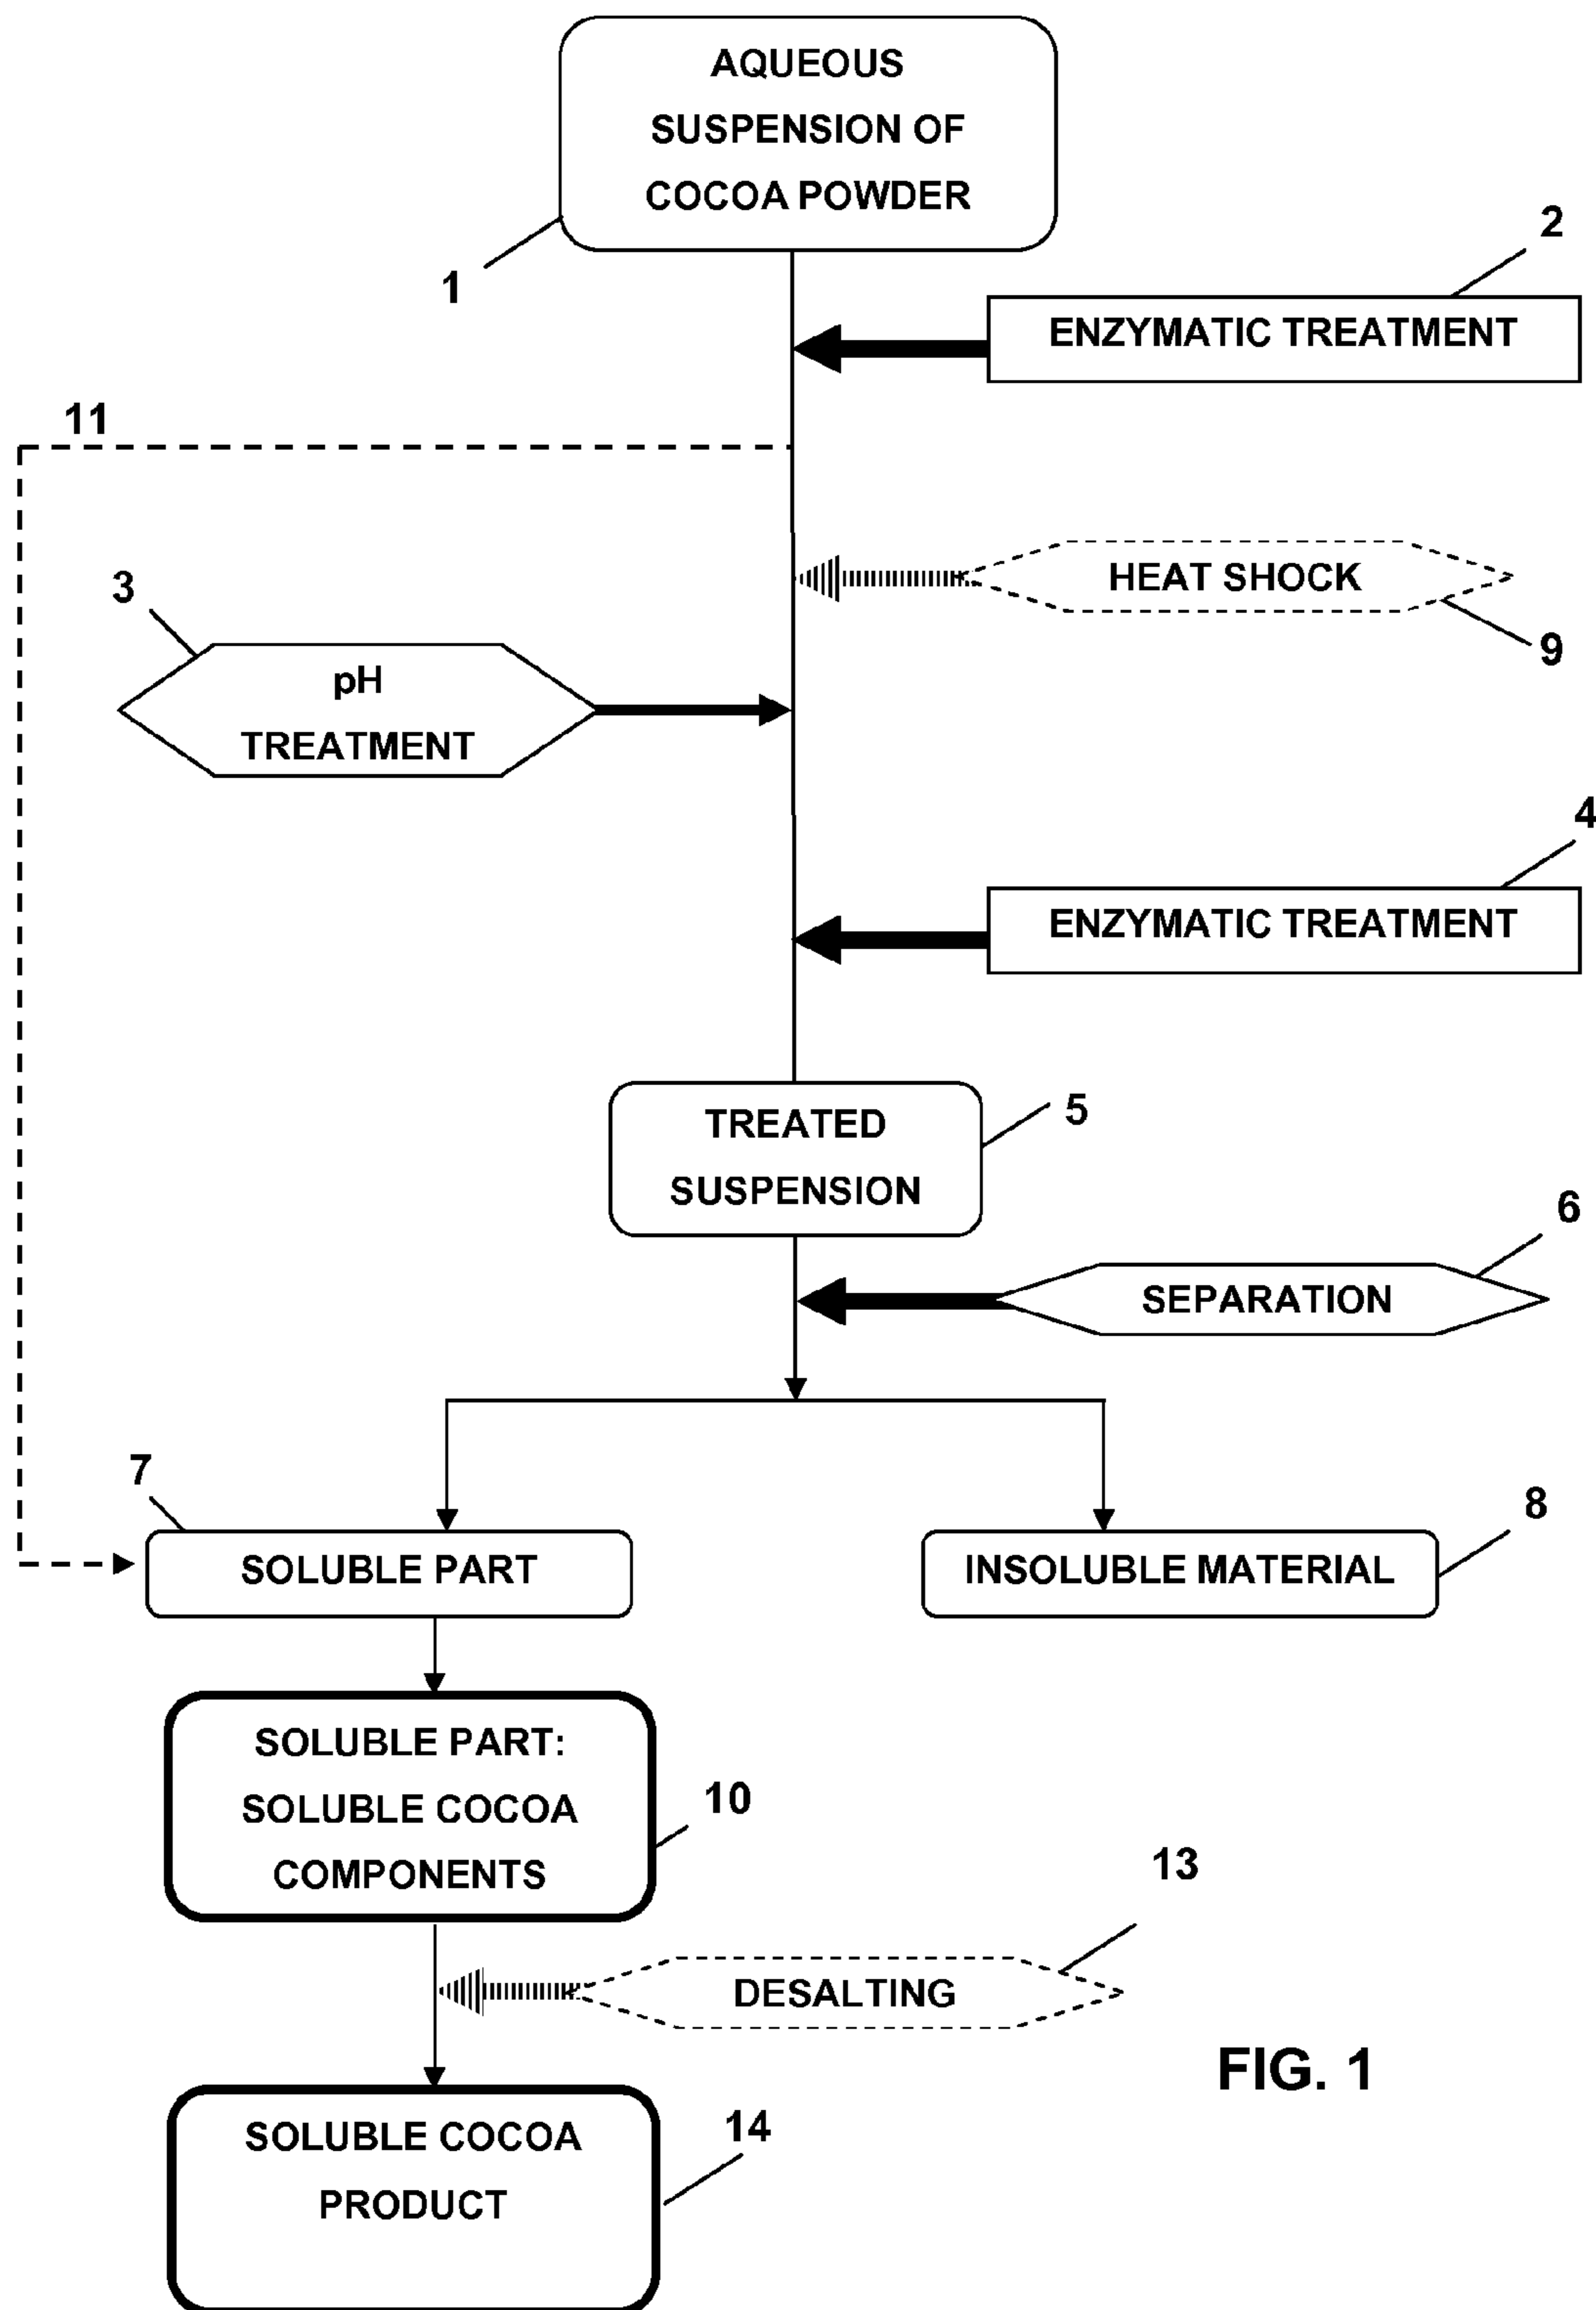 AQUEOUS
SUSPENSION OF
COCOA POWDER
1
2
ENZYMATIC TREATMENT
11
HEAT SHOCK
9
3
pH
TREATMENT
4
ENZYMATIC TREATMENT
TREATED
SUSPENSION
5
6
SEPARATION
7
SOLUBLE PART
8
INSOLUBLE MATERIAL
SOLUBLE PART:
SOLUBLE COCOA
COMPONENTS
10
13
DESALTING
FIG. 1
SOLUBLE COCOA
PRODUCT
14